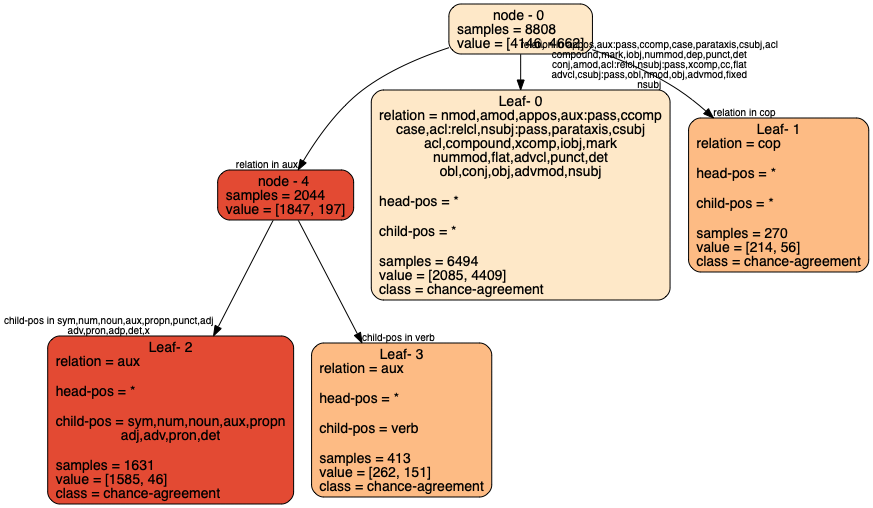 node - 0
samples = 8808
value = [4146, 4662]
relation in appos,aux:pass,ccomp,case,parataxis,csubj,acl
compound,mark,iobj,nummod,dep,punct,det
conj,amod,acl:relcl,nsubj:pass,xcomp,cc,flat
advcl,csubj:pass,obl,nmod,obj,advmod,fixed
nsubj
Leaf- 0
relation = nmod,amod,appos,aux:pass,ccomp
case,acl:relcl,nsubj:pass,parataxis,csubj
acl,compound,xcomp,iobj,mark
nummod,flat,advcl,punct,det
obl,conj,obj,advmod,nsubj
head-pos = *
child-pos = *
samples = 6494
value = [2085, 4409]
class = chance-agreement
relation in cop
Leaf- 1
relation = cop
head-pos = *
child-pos = *
samples = 270
value = [214, 56]
class = chance-agreement
relation in aux
node - 4
samples = 2044
value = [1847, 197]
child-pos in sym,num,noun,aux,propn,punct,adj
adv,pron,adp,det,x
Leaf- 2
relation = aux
head-pos = *
child-pos = sym,num,noun,aux,propn
adj,adv,pron,det
samples = 1631
value = [1585, 46]
class = chance-agreement
child-pos in verb
Leaf- 3
relation = aux
head-pos = *
child-pos = verb
samples = 413
value = [262, 151]
class = chance-agreement